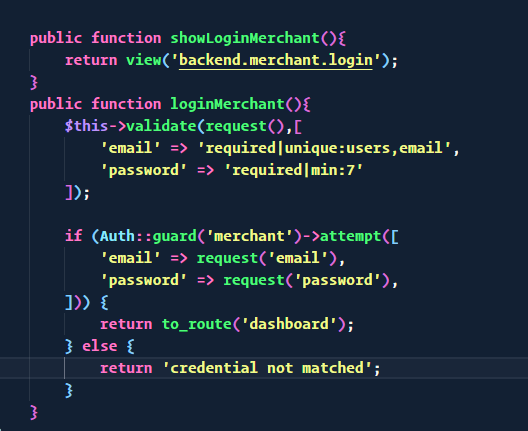 public function showLoginMerchant(){
return view('backend.merchant.login');
}
public function loginMerchant(){
$this->validate(request(),[
'email' => 'required|unique:users,email',
'password' => 'required|min:7'
]);
if (Auth::guard('merchant')->attempt([
'email' => request('email'),
'password' => request('password'),
])) {
return to_route('dashboard');
} else {
return 'credential not matched';
}
}